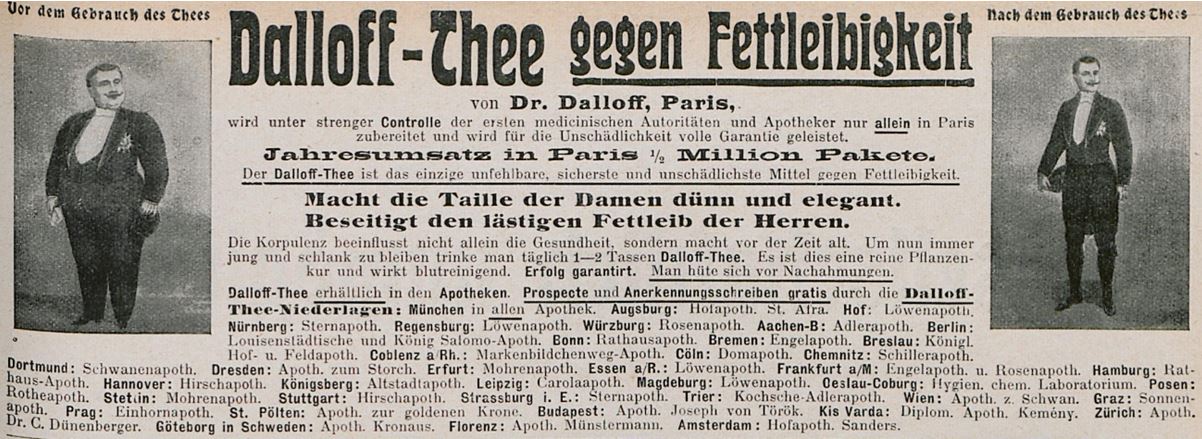 Vor dem Gebrauch des Thees
Dalloff-Thee gegen Fettleibigkeit
Nach dem Gebrauch des Thees
von Dr. Dalloff, Paris,
wird unter strenger Controlle der ersten medicinischen Autoritäten und Apotheker nur allein in Paris
zubereitet und wird für die Unschädlichkeit volle Garantie geleistet.
Jahresumsatz in Paris ½ Million Pakete.
Der Dalloff-Thee ist das einzige unfehlbare, sicherste und unschädlichste Mittel gegen Fettleibigkeit.
Macht die Taille der Damen dünn und elegant.
Beseitigt den lästigen Fettleib der Herren.
Die Korpulenz beeinflusst nicht allein die Gesundheit, sondern macht vor der Zeit alt. Um nun immer
jung und schlank zu bleiben trinke man täglich 1—2 Tassen Dalloff-Thee. Es ist dies eine reine Pflanzen-
kur und wirkt blutreinigend. Erfolg garantirt. Man hüte sich vor Nachahmungen.
Dalloff-Thee erhältlich in den Apotheken. Prospecte und Anerkennungsschreiben gratis durch die Dalloff-
Thee-Niederlagen: München in allen Apothek. Augsburg: Hofapoth. St. Afra. Hof: Löwenapoth.
Nürnberg: Sternapoth. Regensburg: Löwenapoth. Würzburg: Rosenapoth. Aachen-B: Adlerapoth. Berlin:
Louisenstädtische und König Salomo-Apoth. Bonn: Rathausapoth. Bremen: Engelapoth. Breslau: Königl.
Hof- u. Feldapoth. Coblenz a/Rh.: Markenbildchenweg-Apoth. Cöln: Domapoth. Chemnitz: Schillerapoth.
Dortmund: Schwanenapoth. Dresden: Apoth. zum Storch. Erfurt: Mohrenapoth. Essen a/R.: Löwenapoth. Frankfurt a/M: Engelapoth. u. Rosenapoth. Hamburg: Rat-
haus-Apoth. Hannover: Hirschapoth. Königsberg: Altstadtapoth. Leipzig: Carolaapoth. Magdeburg: Löwenapoth. Oeslau-Coburg: Hygien. chem. Laboratorium. Posen:
Rotheapoth. Stettin: Mohrenapoth. Stuttgart: Hirschapoth. Strassburg i. E.: Sternapoth. Trier: Kochsche-Adlerapoth. Wien: Apoth. z. Schwan. Graz: Sonnen-
apoth. Prag: Einhornapoth. St. Pölten: Apoth. zur goldenen Krone. Budapest: Apoth. Joseph von Török. Kis Varda: Diplom. Apoth. Kemény. Zürich: Apoth.
Dr. C. Dünenberger. Göteborg in Schweden: Apoth. Kronaus. Florenz: Apoth. Münstermann. Amsterdam: Hofapoth. Sanders.